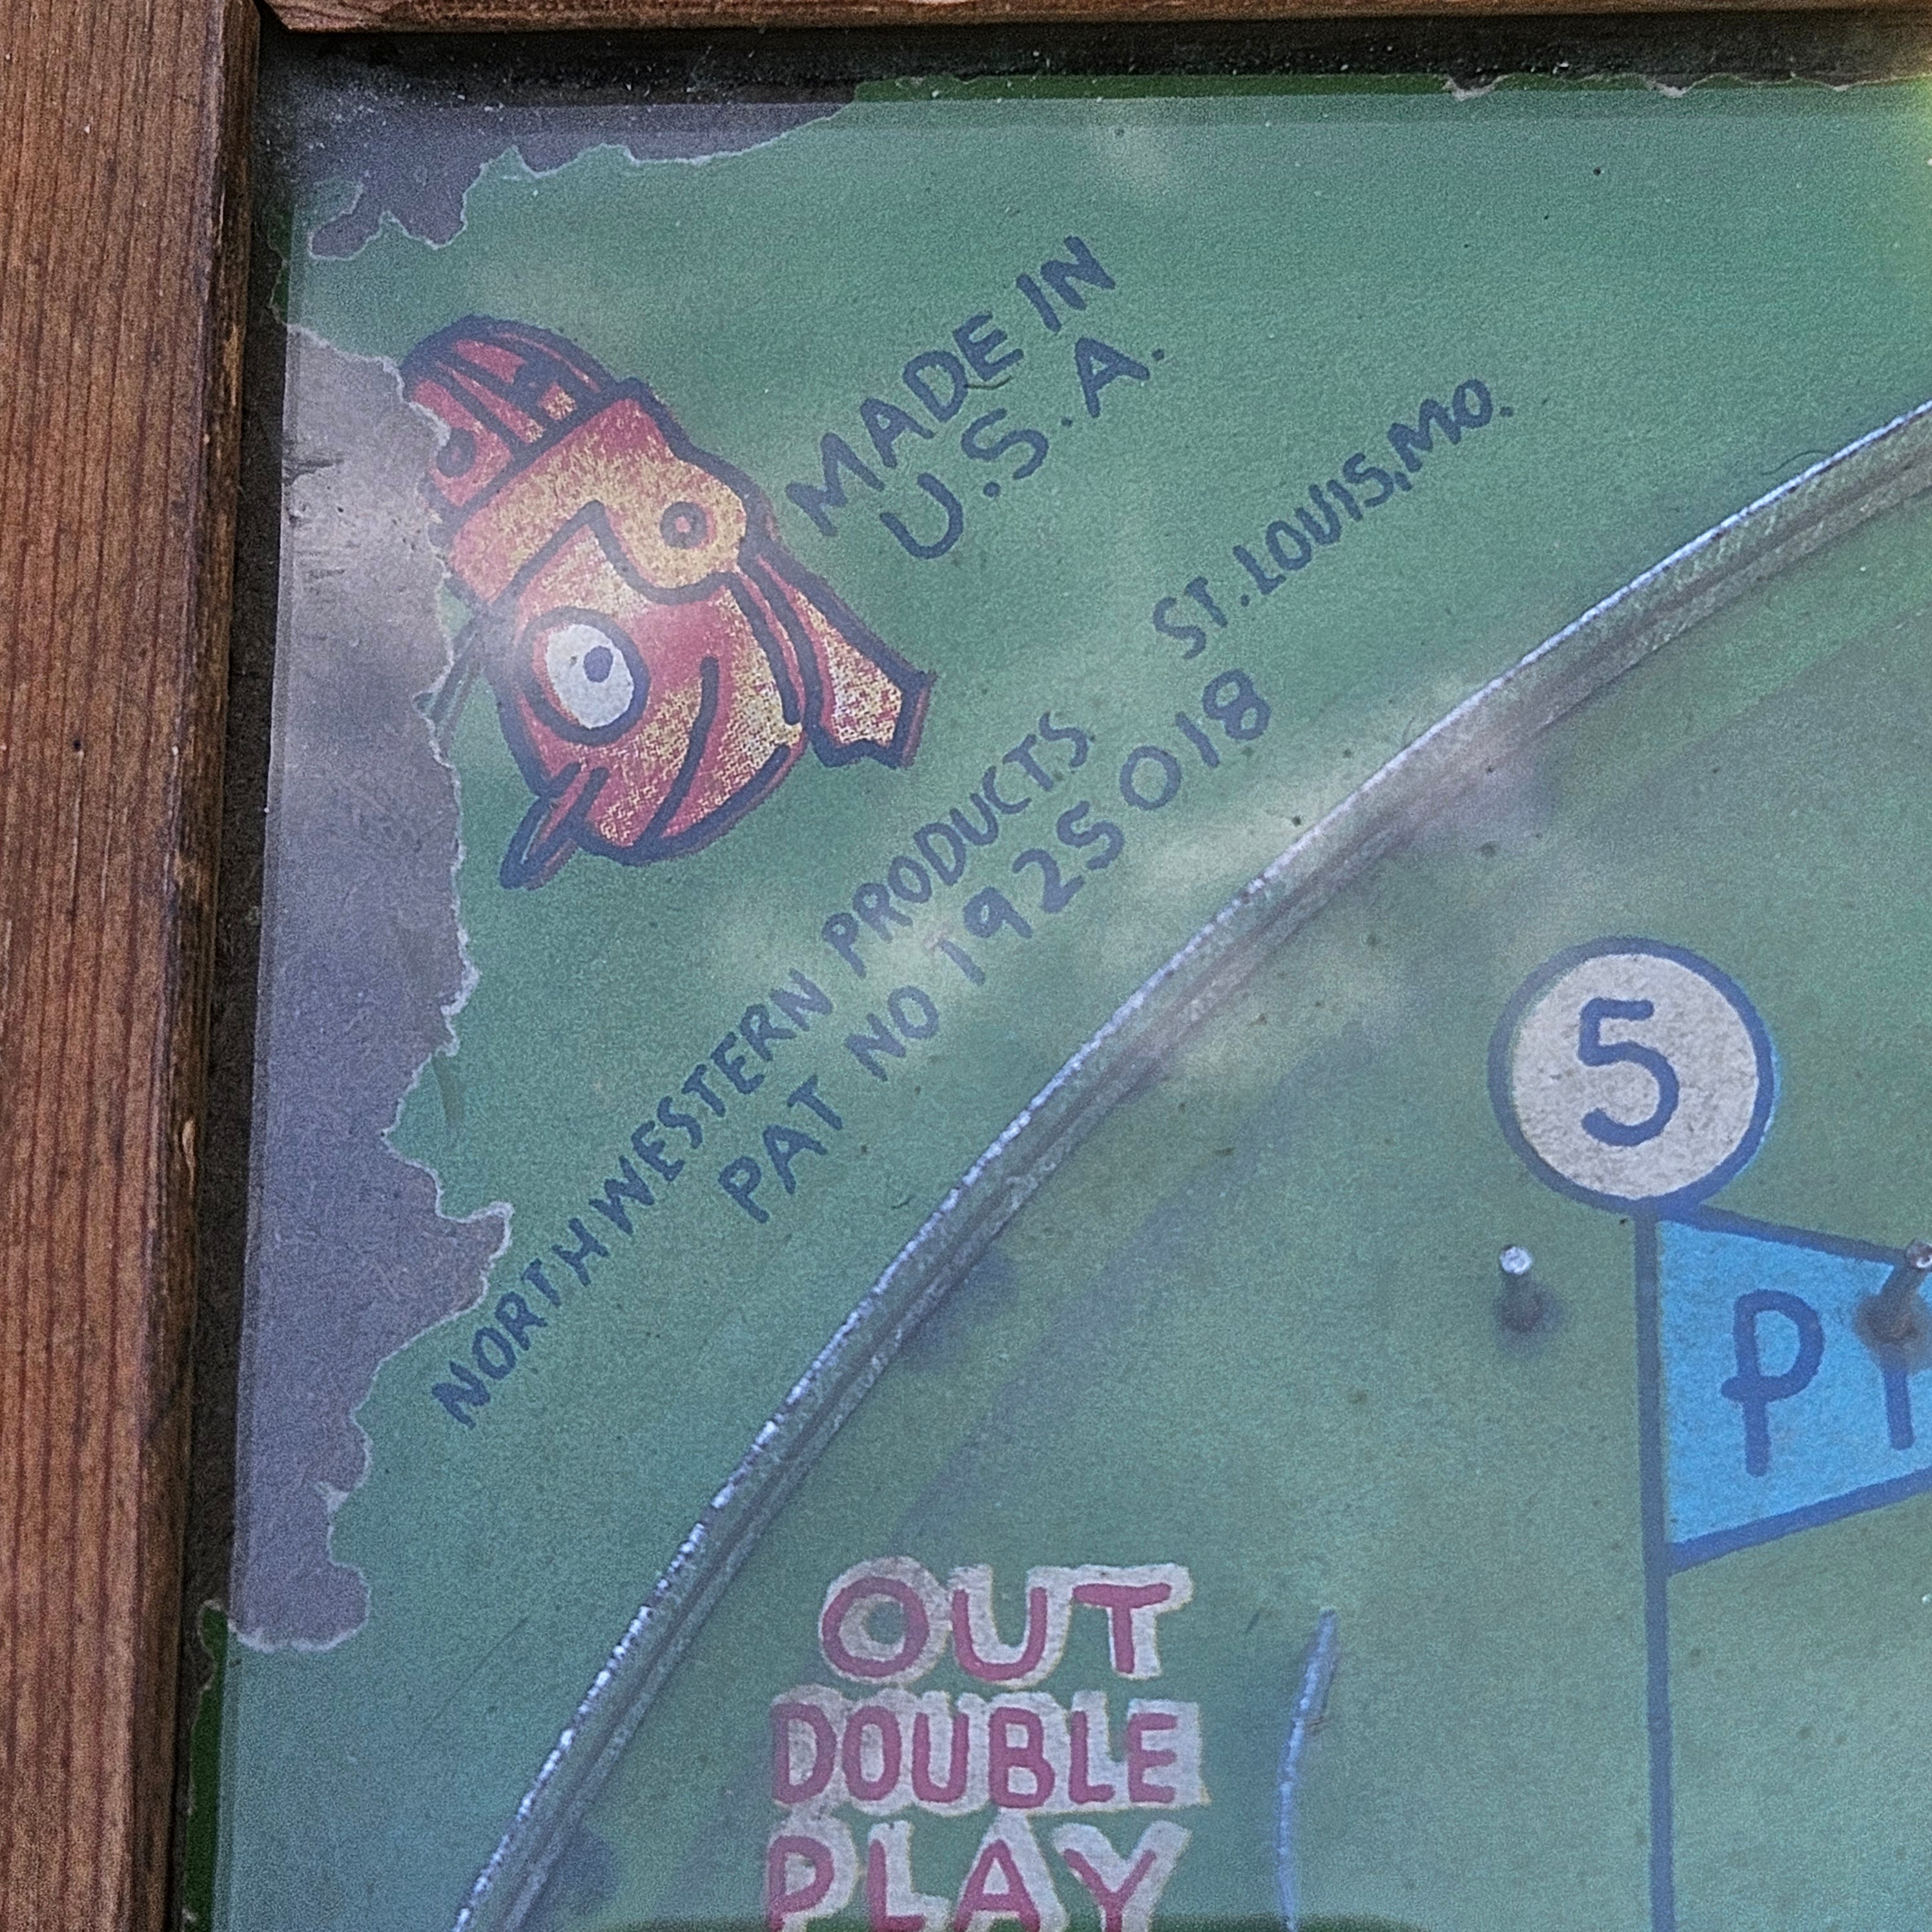 MADE IN
U.S.A.
NORTHWESTERN PRODUCTS ST. LOUIS, MO.
PAT NO 1925018
5
OUT
DOUBLE
PLAY